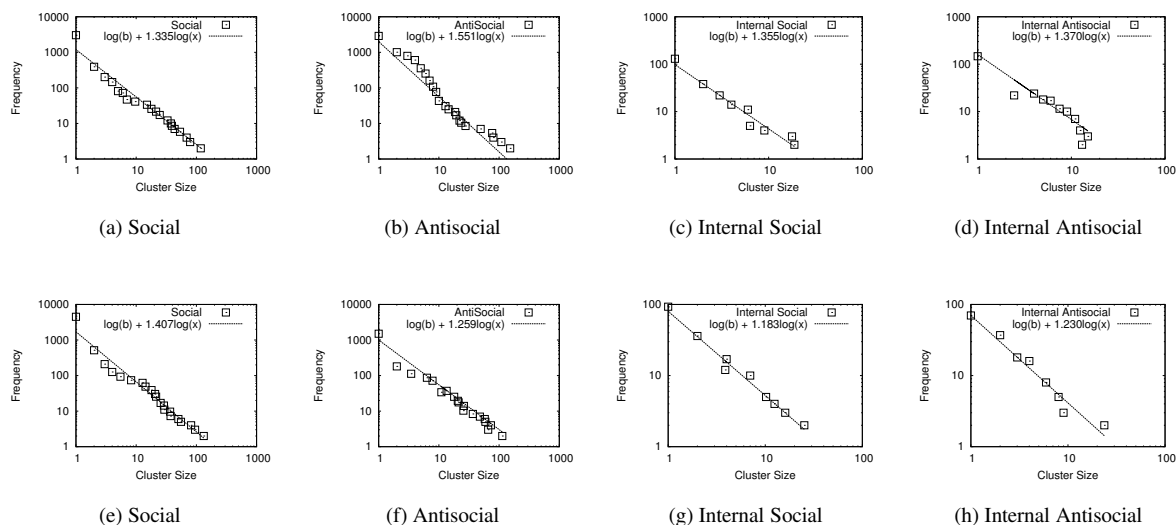 10000
1000
100
10
1
1 10 100 1000
Frequency
Cluster Size
Social
log(b) + 1.335log(x)
(a) Social
10000
1000
100
10
1
1 10 100 1000
Frequency
Cluster Size
AntiSocial
log(b) + 1.551log(x)
(b) Antisocial
1000
100
10
1
1 10 100
Frequency
Cluster Size
Internal Social
log(b) + 1.355log(x)
(c) Internal Social
1000
100
10
1
1 10 100
Frequency
Cluster Size
Internal Antisocial
log(b) + 1.370log(x)
(d) Internal Antisocial
10000
1000
100
10
1
1 10 100 1000
Frequency
Cluster Size
Social
log(b) + 1.407log(x)
(e) Social
10000
1000
100
10
1
1 10 100 1000
Frequency
Cluster Size
AntiSocial
log(b) + 1.259log(x)
(f) Antisocial
100
10
1
1 10 100
Frequency
Cluster Size
Internal Social
log(b) + 1.183log(x)
(g) Internal Social
100
10
1
1 10 100
Frequency
Cluster Size
Internal Antisocial
log(b) + 1.230log(x)
(h) Internal Antisocial